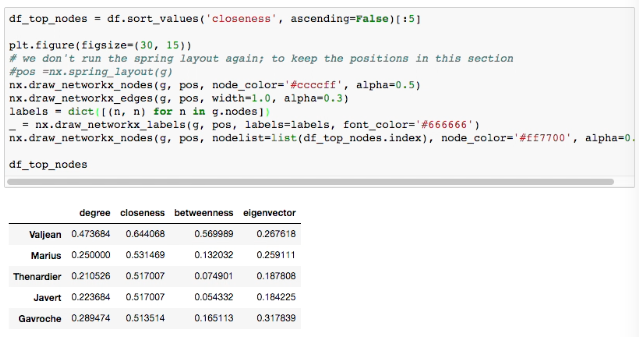 df_top_nodes = df.sort_values('closeness', ascending=False)[:5]
plt.figure(figsize=(30, 15))
# we don't run the spring layout again; to keep the positions in this section
#pos =nx.spring_layout(g)
nx.draw_networkx_nodes(g, pos, node_color='#ccccff', alpha=0.5)
nx.draw_networkx_edges(g, pos, width=1.0, alpha=0.3)
labels = dict([(n, n) for n in g.nodes])
_ = nx.draw_networkx_labels(g, pos, labels=labels, font_color='#666666')
nx.draw_networkx_nodes(g, pos, nodelist=list(df_top_nodes.index), node_color='#ff7700', alpha=0.
df_top_nodes
degree closeness betweenness eigenvector
Valjean 0.473684 0.644068 0.569989 0.267618
Marius 0.250000 0.531469 0.132032 0.259111
Thenardier 0.210526 0.517007 0.074901 0.187808
Javert 0.223684 0.517007 0.054332 0.184225
Gavroche 0.289474 0.513514 0.165113 0.317839